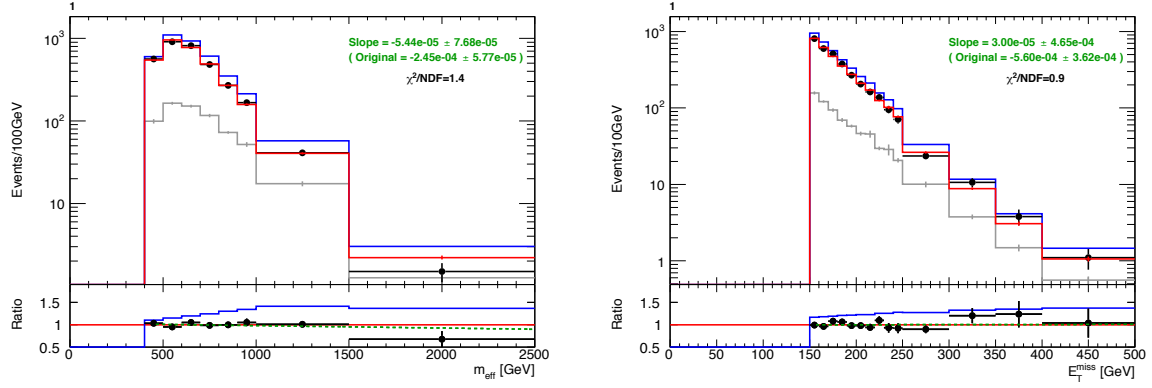 1
Events/100GeV
10³
10²
10
Slope = -5.44e-05 ± 7.68e-05
( Original = -2.45e-04 ± 5.77e-05 )
χ²/NDF=1.4
Ratio
1.5
1
0.5
0 500 1000 1500 2000 2500
m_eff [GeV]
1
Events/10GeV
10³
10²
10
1
Slope = 3.00e-05 ± 4.65e-04
( Original = -5.60e-04 ± 3.62e-04 )
χ²/NDF=0.9
Ratio
1.5
1
0.5
0 50 100 150 200 250 300 350 400 450 500
E_T^miss [GeV]